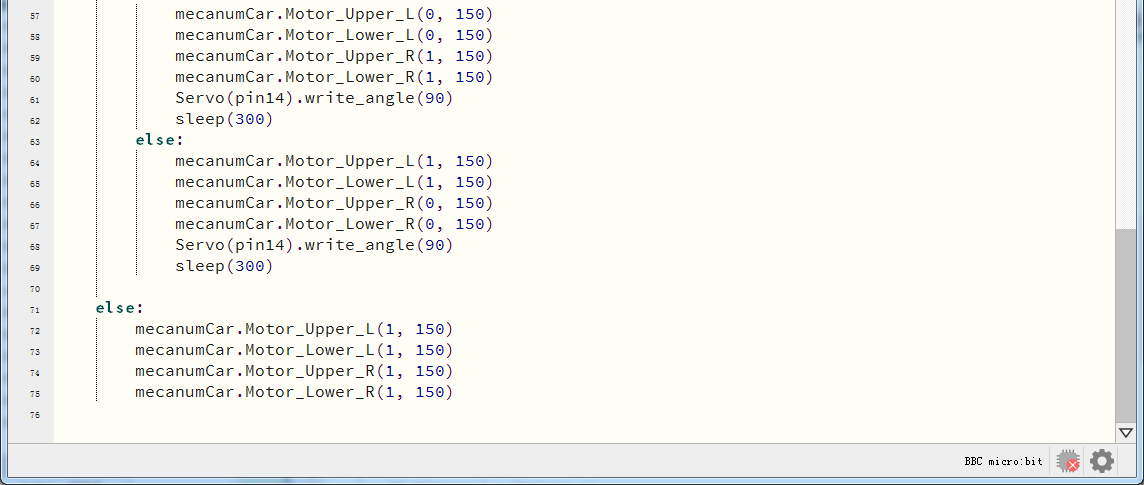 57 mecanumCar.Motor_Upper_L(0, 150)
58 mecanumCar.Motor_Lower_L(0, 150)
59 mecanumCar.Motor_Upper_R(1, 150)
60 mecanumCar.Motor_Lower_R(1, 150)
61 Servo(pin14).write_angle(90)
62 sleep(300)
63 else:
64 mecanumCar.Motor_Upper_L(1, 150)
65 mecanumCar.Motor_Lower_L(1, 150)
66 mecanumCar.Motor_Upper_R(0, 150)
67 mecanumCar.Motor_Lower_R(0, 150)
68 Servo(pin14).write_angle(90)
69 sleep(300)
70
71 else:
72 mecanumCar.Motor_Upper_L(1, 150)
73 mecanumCar.Motor_Lower_L(1, 150)
74 mecanumCar.Motor_Upper_R(1, 150)
75 mecanumCar.Motor_Lower_R(1, 150)
76
BBC micro:bit